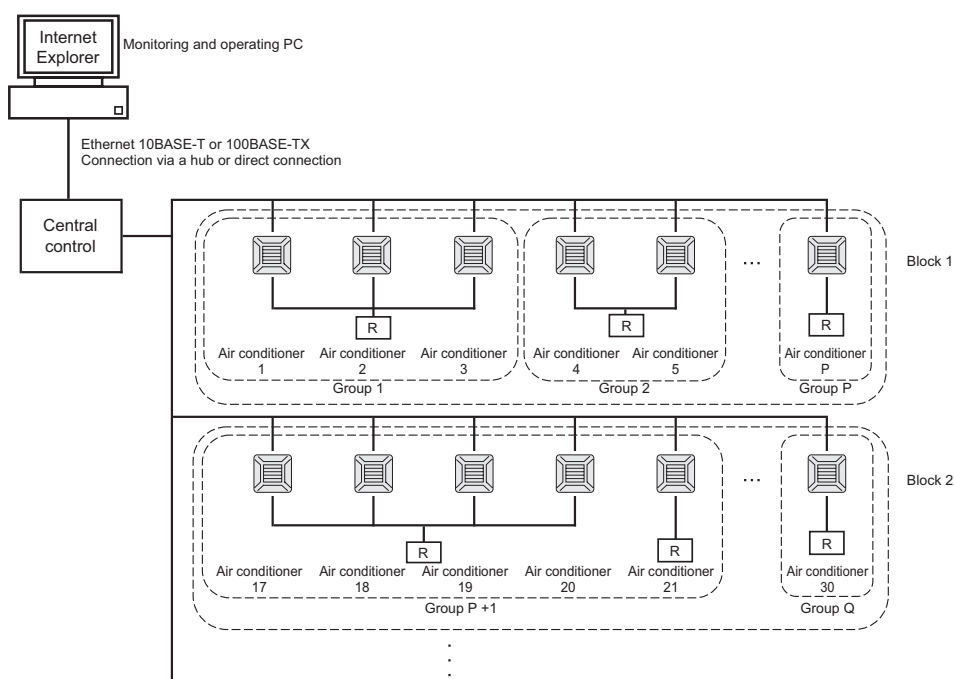 Internet
Explorer
Monitoring and operating PC
Ethernet 10BASE-T or 100BASE-TX
Connection via a hub or direct connection
Central
control
Block 1
...
R
R
R
Air conditioner
1
Air conditioner
2
Air conditioner
3
Air conditioner
4
Air conditioner
5
Air conditioner
P
Group 1
Group 2
Group P
Block 2
...
R
R
R
Air conditioner
17
Air conditioner
18
Air conditioner
19
Air conditioner
20
Air conditioner
21
Air conditioner
30
Group P +1
Group Q